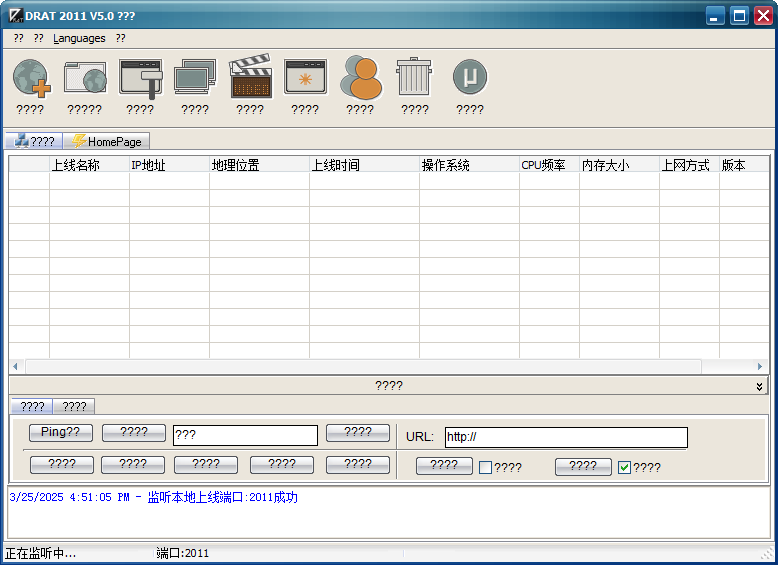 DRAT 2011 V5.0 ???
?? ?? Languages ??
???? ????? ???? ???? ???? ???? ???? ???? ????
???? HomePage
上线名称 IP地址 地理位置 上线时间 操作系统 CPU频率 内存大小 上网方式 版本
????
???? ????
Ping?? ???? ??? ???? URL: http://
???? ???? ???? ???? ???? ???? ???? ???? ????
3/25/2025 4:51:05 PM - 监听本地上线端口:2011成功
正在监听中... 端口:2011